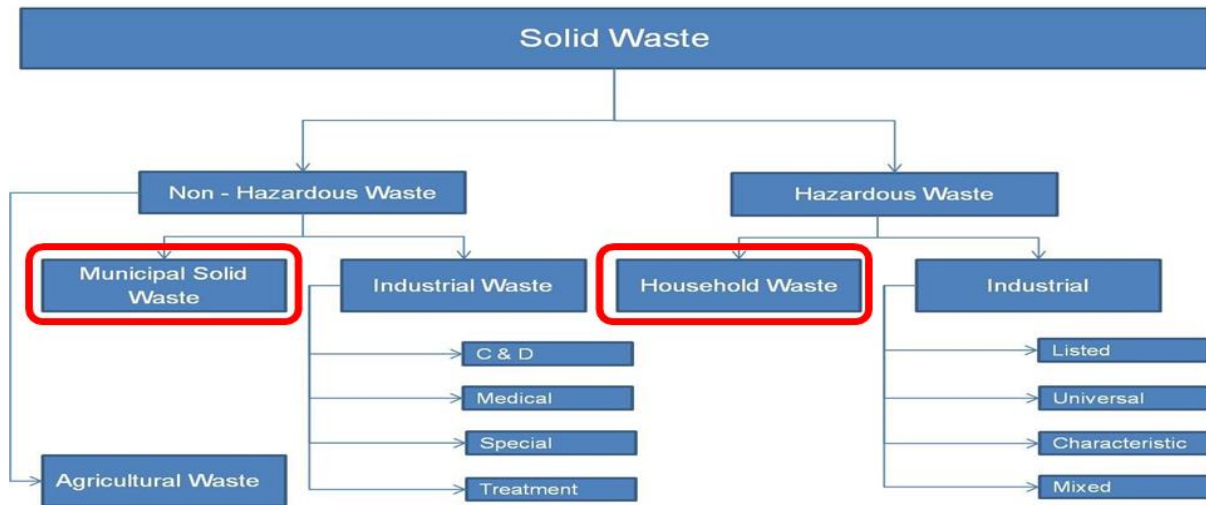 Solid Waste
Non - Hazardous Waste
Hazardous Waste
Municipal Solid
Waste
Industrial Waste
Household Waste
Industrial
C & D
Medical
Special
Treatment
Listed
Universal
Characteristic
Mixed
Agricultural Waste